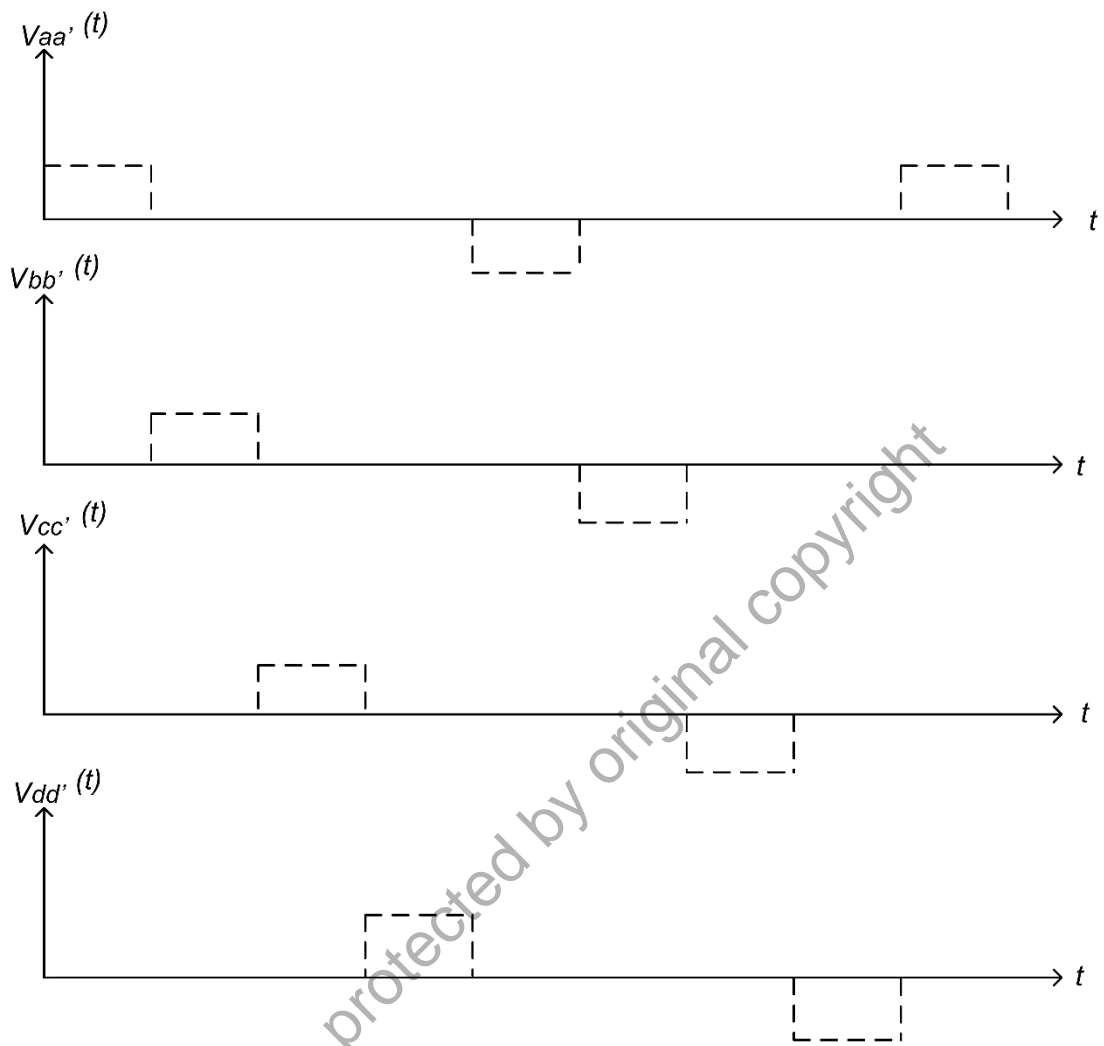 Vaa' (t)
t
Vbb' (t)
t
Vcc' (t)
t
Vdd' (t)
t
protected by original copyright